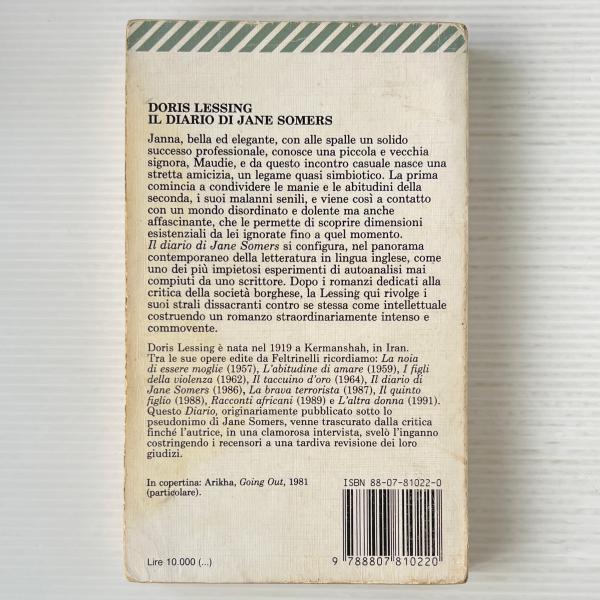 DORIS LESSING
IL DIARIO DI JANE SOMERS
Janna, bella ed elegante, con alle spalle un solido
successo professionale, conosce una piccola e vecchia
signora, Maudie, e da questo incontro casuale nasce una
stretta amicizia, un legame quasi simbiotico. La prima
comincia a condividere le manie e le abitudini della
seconda, i suoi malanni senili, e viene così a contatto
con un mondo disordinato e dolente ma anche
affascinante, che le permette di scoprire dimensioni
esistenziali da lei ignorate fino a quel momento.
Il diario di Jane Somers si configura, nel panorama
contemporaneo della letteratura in lingua inglese, come
uno dei più impietosi esperimenti di autoanalisi mai
compiuti da uno scrittore. Dopo i romanzi dedicati alla
critica della società borghese, la Lessing qui rivolge i
suoi strali dissacranti contro se stessa come intellettuale
costruendo un romanzo straordinariamente intenso e
commovente.
Doris Lessing è nata nel 1919 a Kermanshah, in Iran.
Tra le sue opere edite da Feltrinelli ricordiamo: La noia
di essere moglie (1957), L'abitudine di amare (1959), I figli
della violenza (1962), Il taccuino d'oro (1964), Il diario di
Jane Somers (1986), La brava terrorista (1987), Il quinto
figlio (1988), Racconti africani (1989) e L'altra donna (1991).
Questo Diario, originariamente pubblicato sotto lo
pseudonimo di Jane Somers, venne trascurato dalla critica
finché l'autrice, in una clamorosa intervista, svelò l'inganno
costringendo i recensori a una tardiva revisione dei loro
giudizi.
In copertina: Arikha, Going Out, 1981
(particolare).
ISBN 88-07-81022-0
9 788807 810220
Lire 10.000 (...)